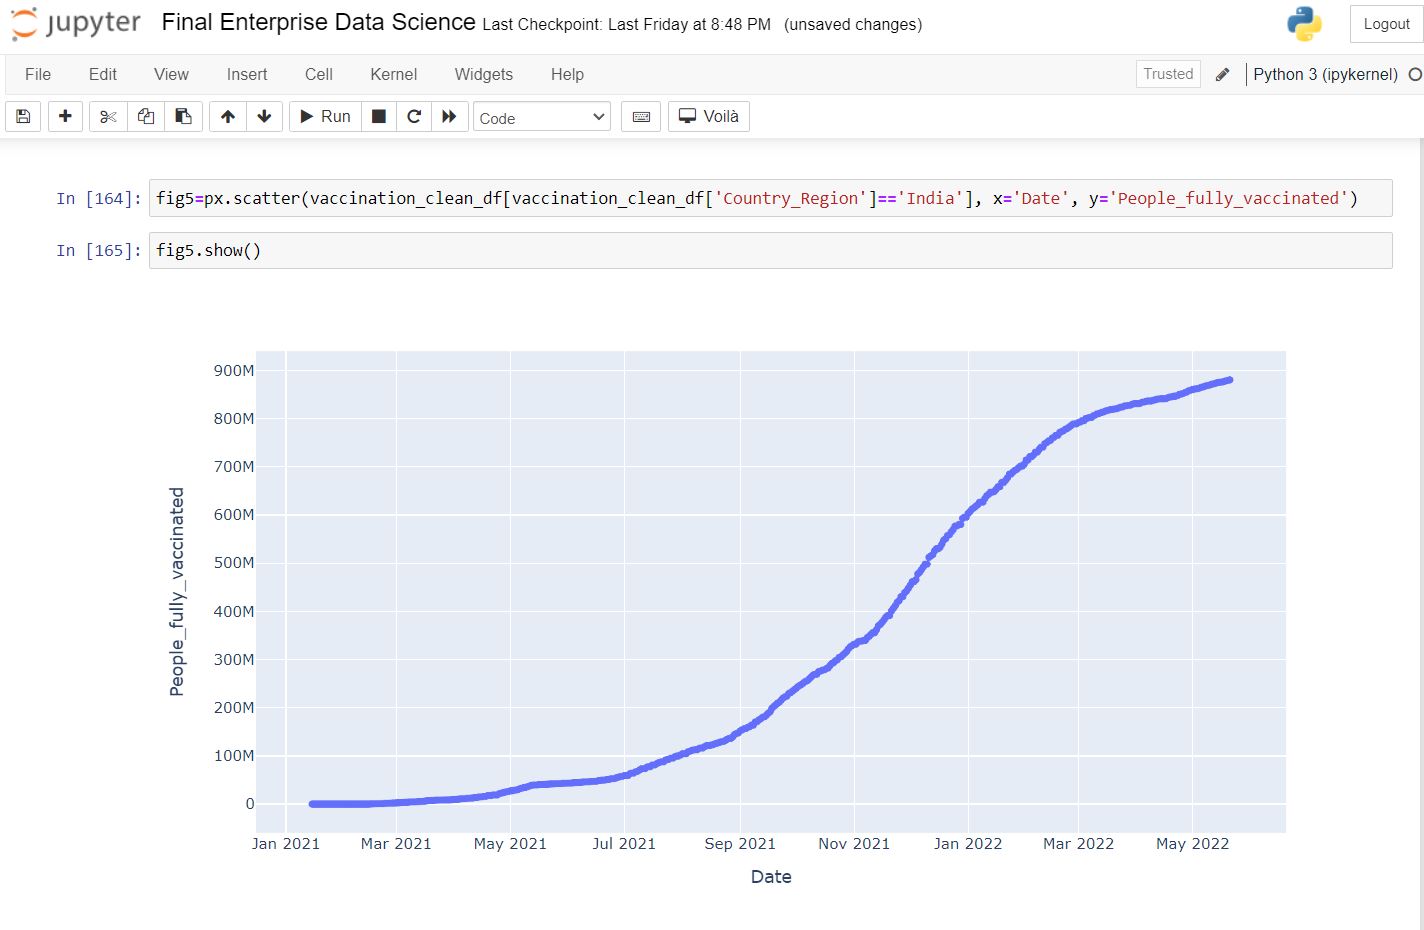 jupyter Final Enterprise Data Science Last Checkpoint: Last Friday at 8:48 PM (unsaved changes) Logout
File Edit View Insert Cell Kernel Widgets Help Trusted Python 3 (ipykernel)
Run Code Voilà
In [164]: fig5=px.scatter(vaccination_clean_df[vaccination_clean_df['Country_Region']=='India'], x='Date', y='People_fully_vaccinated')
In [165]: fig5.show()
900M
800M
700M
600M
500M
400M
300M
200M
100M
0
People_fully_vaccinated
Jan 2021 Mar 2021 May 2021 Jul 2021 Sep 2021 Nov 2021 Jan 2022 Mar 2022 May 2022
Date